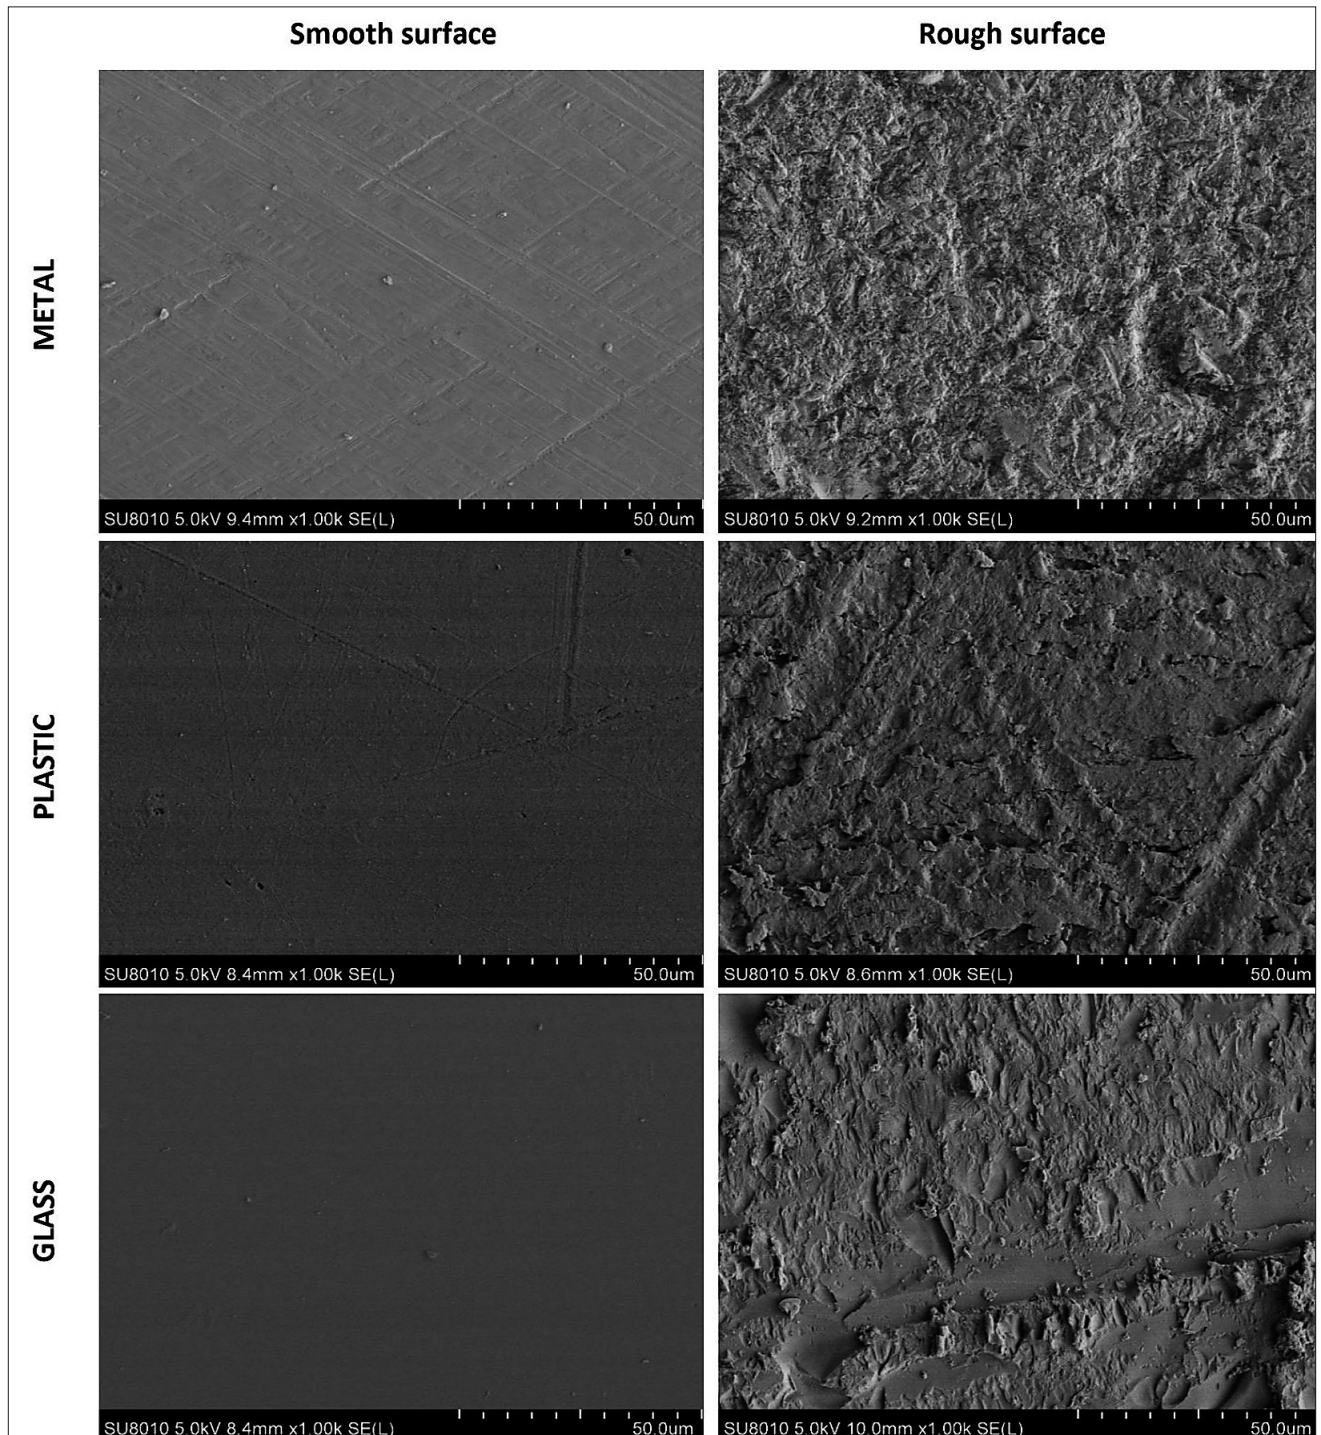 Smooth surface
Rough surface
METAL
SU8010 5.0kV 9.4mm x1.00k SE(L)
50.0um
SU8010 5.0kV 9.2mm x1.00k SE(L)
50.0um
PLASTIC
SU8010 5.0kV 8.4mm x1.00k SE(L)
50.0um
SU8010 5.0kV 8.6mm x1.00k SE(L)
50.0um
GLASS
SU8010 5.0kV 8.4mm x1.00k SE(L)
50.0um
SU8010 5.0kV 10.0mm x1.00k SE(L)
50.0um